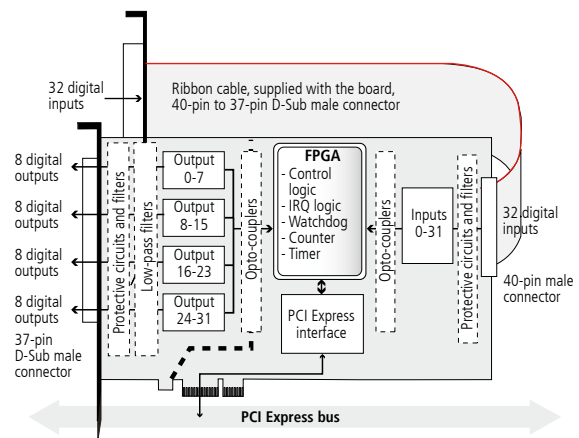 32 digital
inputs
Ribbon cable, supplied with the board,
40-pin to 37-pin D-Sub male connector
8 digital
outputs
8 digital
outputs
8 digital
outputs
8 digital
outputs
37-pin
D-Sub male
connector
Protective circuits and filters
Low-pass filters
Output
0-7
Output
8-15
Output
16-23
Output
24-31
Opto-couplers
FPGA
- Control
logic
- IRQ logic
- Watchdog
- Counter
- Timer
PCI Express
interface
Opto-couplers
Inputs
0-31
Protective circuits and filters
32 digital
inputs
40-pin male
connector
PCI Express bus